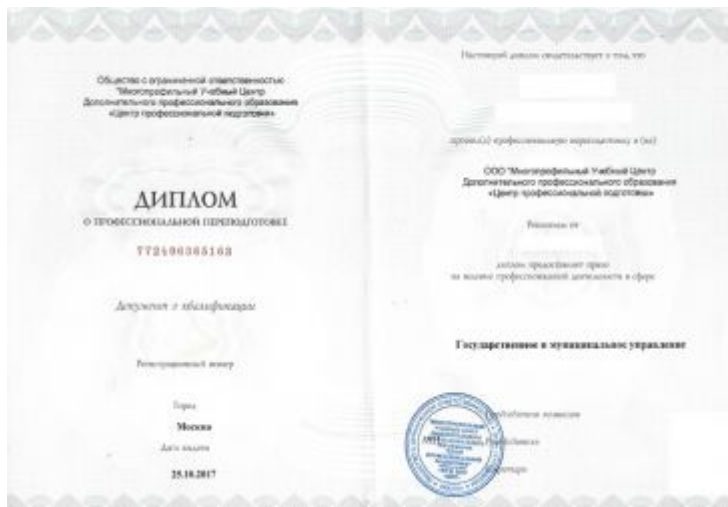 Общество с ограниченной ответственностью
"Многопрофильный Учебный Центр
Дополнительного профессионального образования
«Центр профессиональной подготовки»
ДИПЛОМ
О ПРОФЕССИОНАЛЬНОЙ ПЕРЕПОДГОТОВКЕ
Документ о квалификации
Регистрационный номер
Город
Москва
Дата выдачи
25.10.2017
Настоящий диплом свидетельствует о том, что
прошел(а) профессиональную переподготовку в (на)
ООО "Многопрофильный Учебный Центр
Дополнительного профессионального образования
«Центр профессиональной подготовки»
Решением от
диплом предоставляет право
на ведение профессиональной деятельности в сфере
Государственное и муниципальное управление
Председатель комиссии
Руководитель
Секретарь